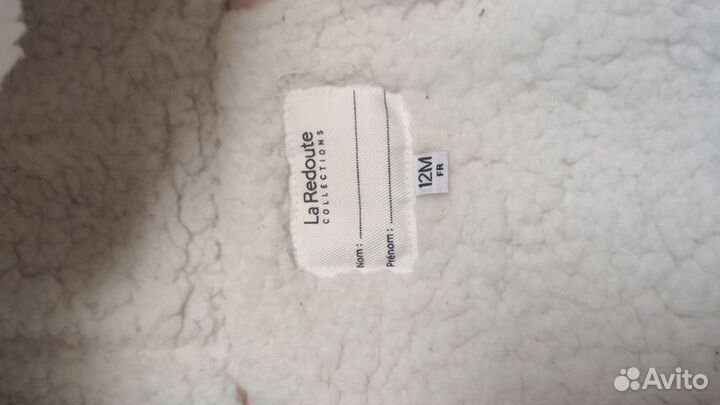 La Redoute
COLLECTIONS
Nom :
Prénom :
12M
FR
Avito